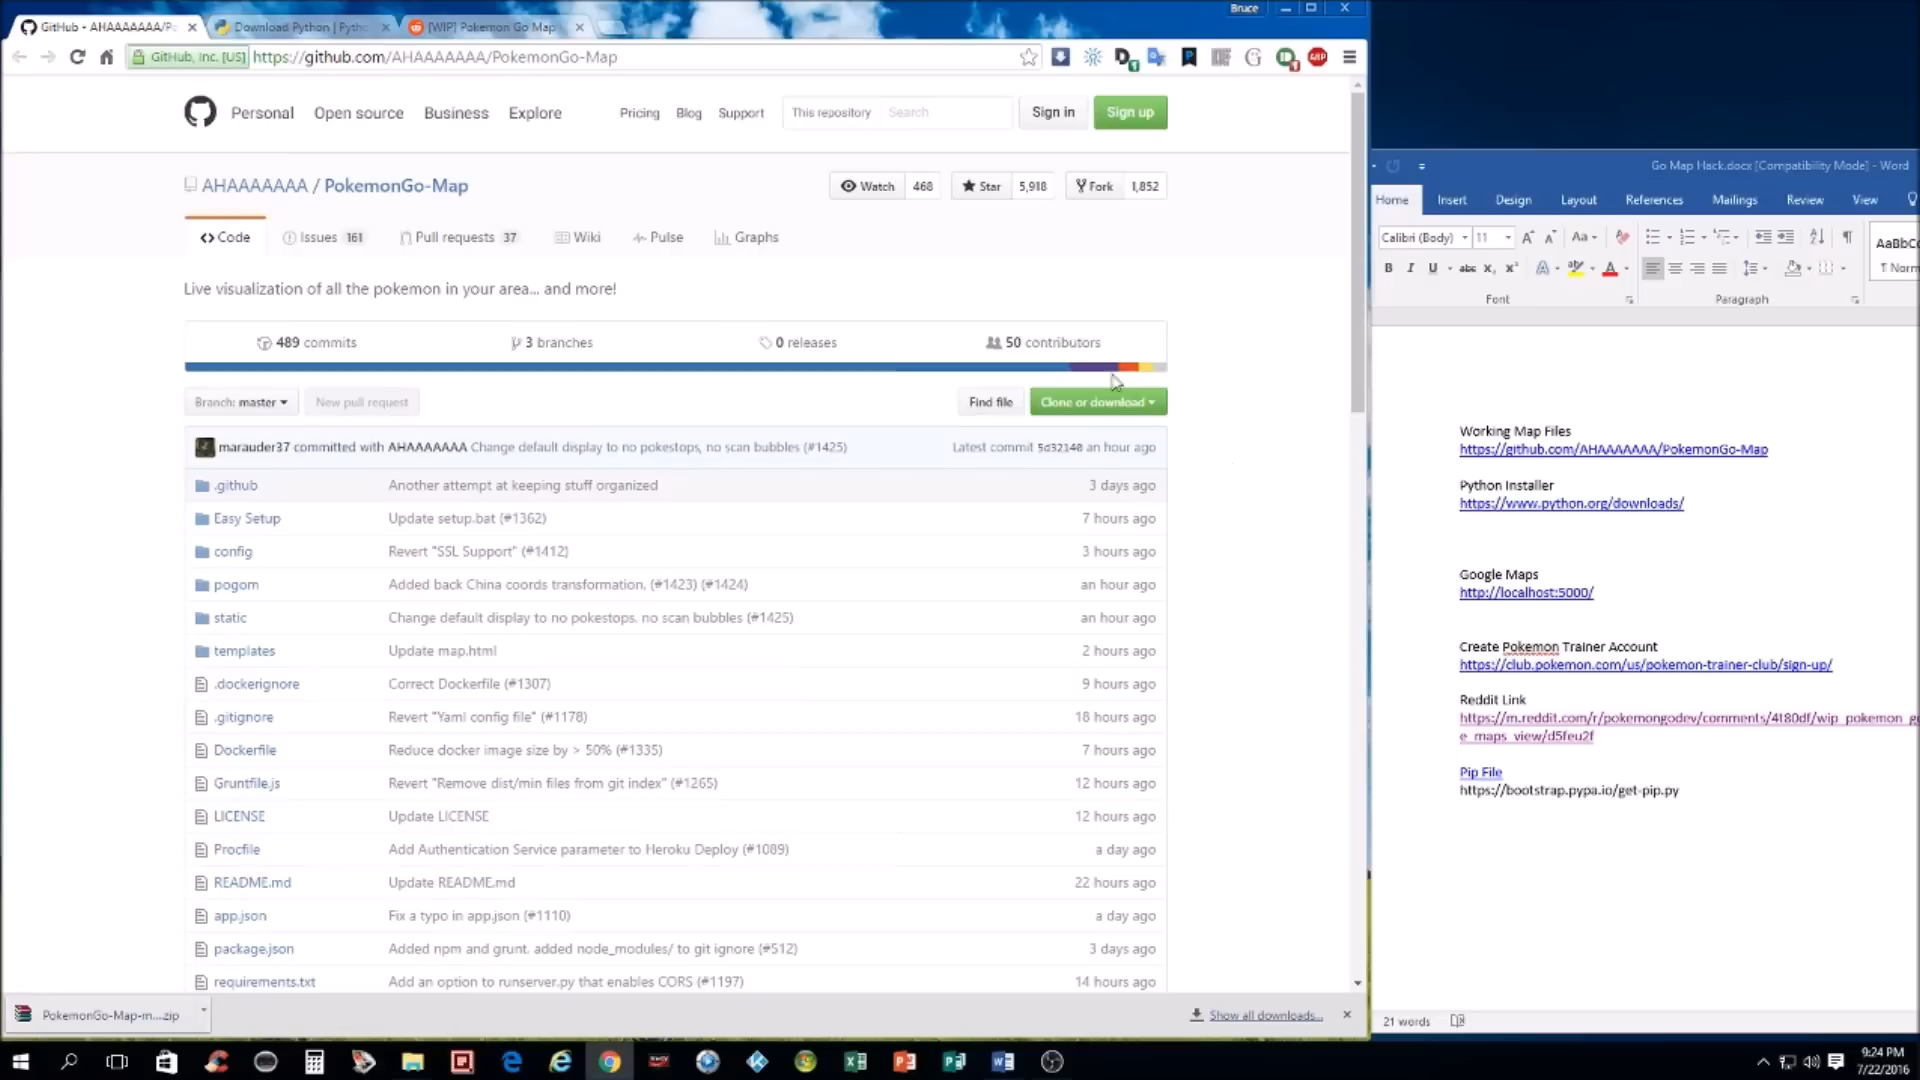 GitHub - AHAAAAAAA/Po
Download Python | Pytho
[WIP] Pokemon Go Map
Bruce
GitHub, Inc. [US] https://github.com/AHAAAAAAA/PokemonGo-Map
Personal Open source Business Explore Pricing Blog Support This repository Search Sign in Sign up
AHAAAAAAA / PokemonGo-Map
Watch 468 Star 5,918 Fork 1,852
Code Issues 161 Pull requests 37 Wiki Pulse Graphs
Live visualization of all the pokemon in your area... and more!
489 commits 3 branches 0 releases 50 contributors
Branch: master New pull request Find file Clone or download
marauder37 committed with AHAAAAAAA Change default display to no pokestops, no scan bubbles (#1425) Latest commit 5d32140 an hour ago
.github Another attempt at keeping stuff organized 3 days ago
Easy Setup Update setup.bat (#1362) 7 hours ago
config Revert "SSL Support" (#1412) 3 hours ago
pogom Added back China coords transformation. (#1423) (#1424) an hour ago
static Change default display to no pokestops, no scan bubbles (#1425) an hour ago
templates Update map.html 2 hours ago
.dockerignore Correct Dockerfile (#1307) 9 hours ago
.gitignore Revert "Yaml config file" (#1178) 18 hours ago
Dockerfile Reduce docker image size by > 50% (#1335) 7 hours ago
Gruntfile.js Revert "Remove dist/min files from git index" (#1265) 12 hours ago
LICENSE Update LICENSE 12 hours ago
Procfile Add Authentication Service parameter to Heroku Deploy (#1089) a day ago
README.md Update README.md 22 hours ago
app.json Fix a typo in app.json (#1110) a day ago
package.json Added npm and grunt, added node_modules/ to git ignore (#512) 3 days ago
requirements.txt Add an option to runserver.py that enables CORS (#1197) 14 hours ago
PokemonGo-Map-m....zip
Show all downloads...
Go Map Hack.docx [Compatibility Mode] - Word
Home Insert Design Layout References Mailings Review View
Calibri (Body) 11 Aa AaBbCc
B I U abc x, x² A ab A ¶ Norm
Font Paragraph
Working Map Files
https://github.com/AHAAAAAAA/PokemonGo-Map
Python Installer
https://www.python.org/downloads/
Google Maps
http://localhost:5000/
Create Pokemon Trainer Account
https://club.pokemon.com/us/pokemon-trainer-club/sign-up/
Reddit Link
https://m.reddit.com/r/pokemongodev/comments/4t80df/wip_pokemon_g
e_maps_view/d5feu2f
Pip File
https://bootstrap.pypa.io/get-pip.py
21 words
9:24 PM
7/22/2016